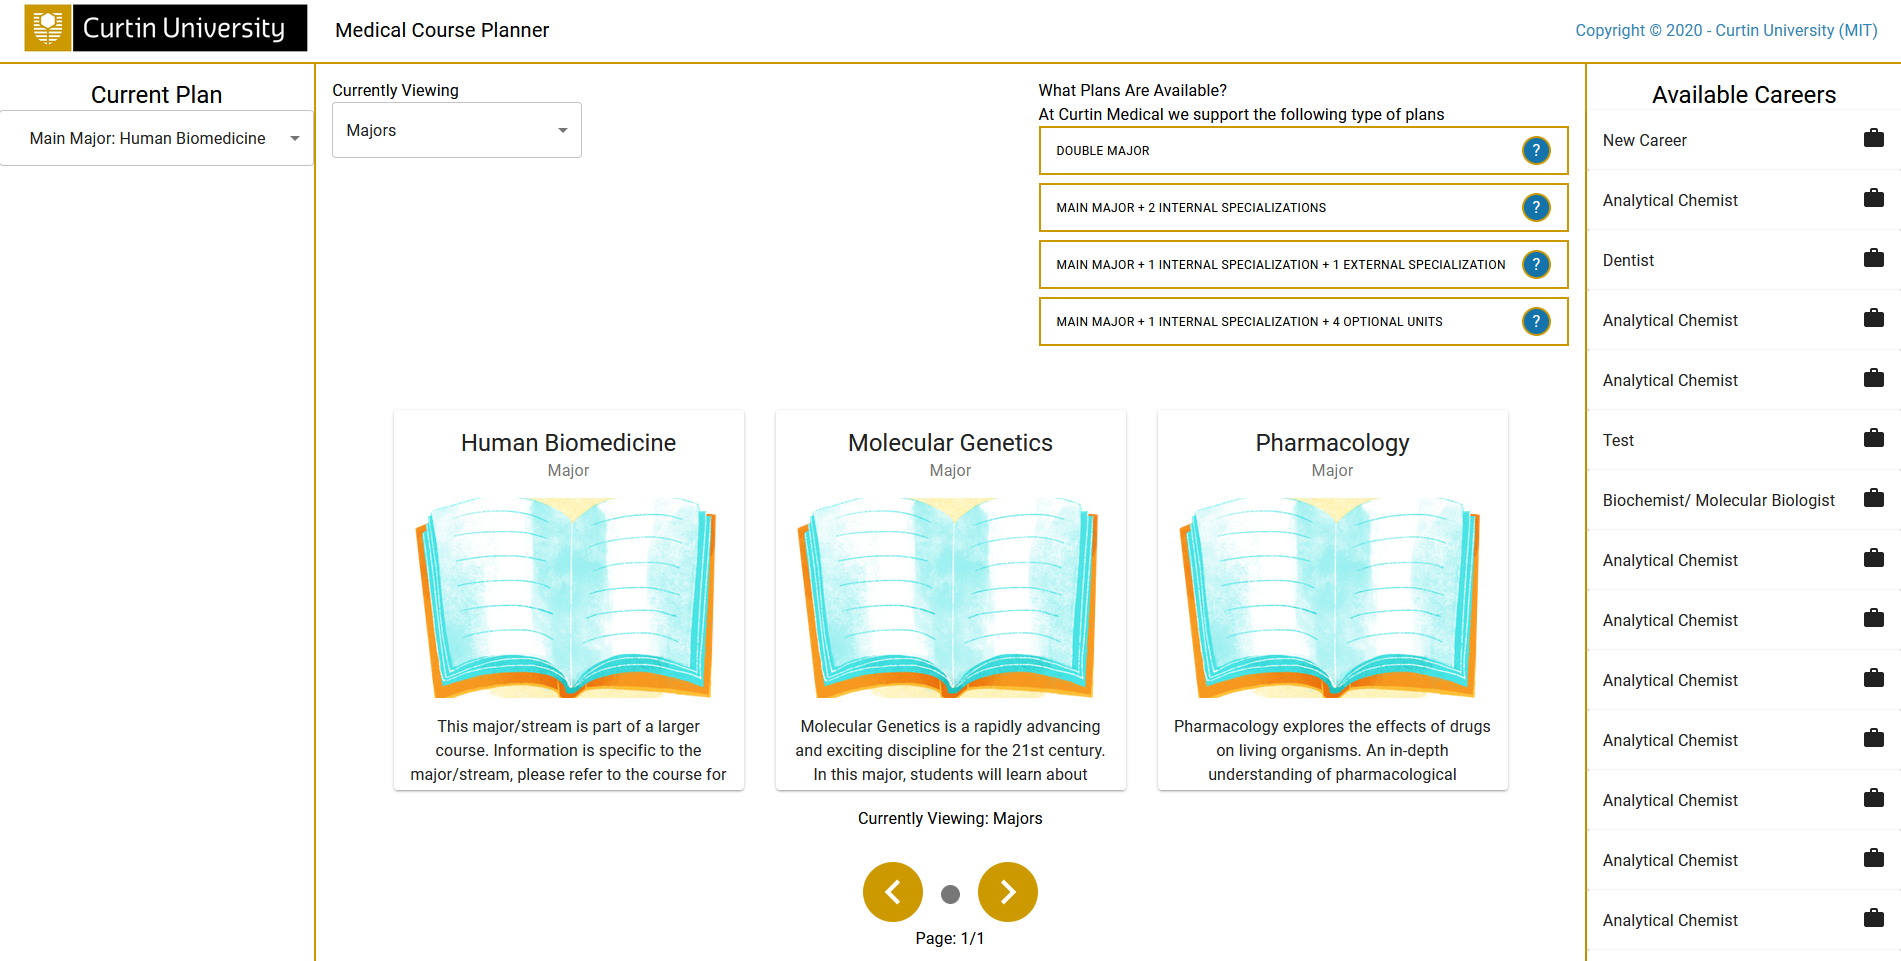 Curtin University
Medical Course Planner
Copyright © 2020 - Curtin University (MIT)
Current Plan
Main Major: Human Biomedicine
Currently Viewing
Majors
What Plans Are Available?
At Curtin Medical we support the following type of plans
DOUBLE MAJOR
?
MAIN MAJOR + 2 INTERNAL SPECIALIZATIONS
?
MAIN MAJOR + 1 INTERNAL SPECIALIZATION + 1 EXTERNAL SPECIALIZATION
?
MAIN MAJOR + 1 INTERNAL SPECIALIZATION + 4 OPTIONAL UNITS
?
Human Biomedicine
Major
This major/stream is part of a larger
course. Information is specific to the
major/stream, please refer to the course for
Molecular Genetics
Major
Molecular Genetics is a rapidly advancing
and exciting discipline for the 21st century.
In this major, students will learn about
Pharmacology
Major
Pharmacology explores the effects of drugs
on living organisms. An in-depth
understanding of pharmacological
Currently Viewing: Majors
Page: 1/1
Available Careers
New Career
Analytical Chemist
Dentist
Analytical Chemist
Analytical Chemist
Test
Biochemist/ Molecular Biologist
Analytical Chemist
Analytical Chemist
Analytical Chemist
Analytical Chemist
Analytical Chemist
Analytical Chemist
Analytical Chemist